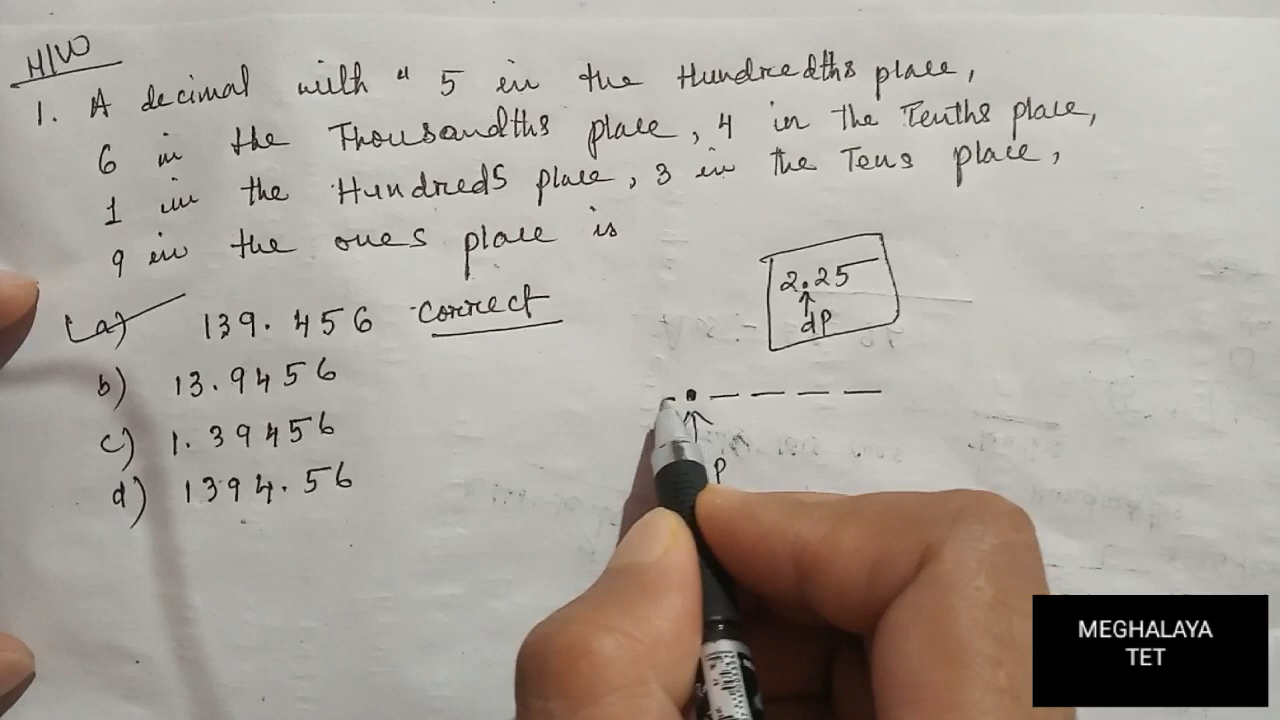 H/W
1. A decimal with " 5 in the Hundredths place,
6 in the Thousandths place, 4 in the Tenths place,
1 in the Hundreds place, 3 in the Tens place,
9 in the ones place is
(a) 139.456 correct
b) 13.9456
c) 1.39456
d) 1394.56
2.25
dp
p
MEGHALAYA
TET